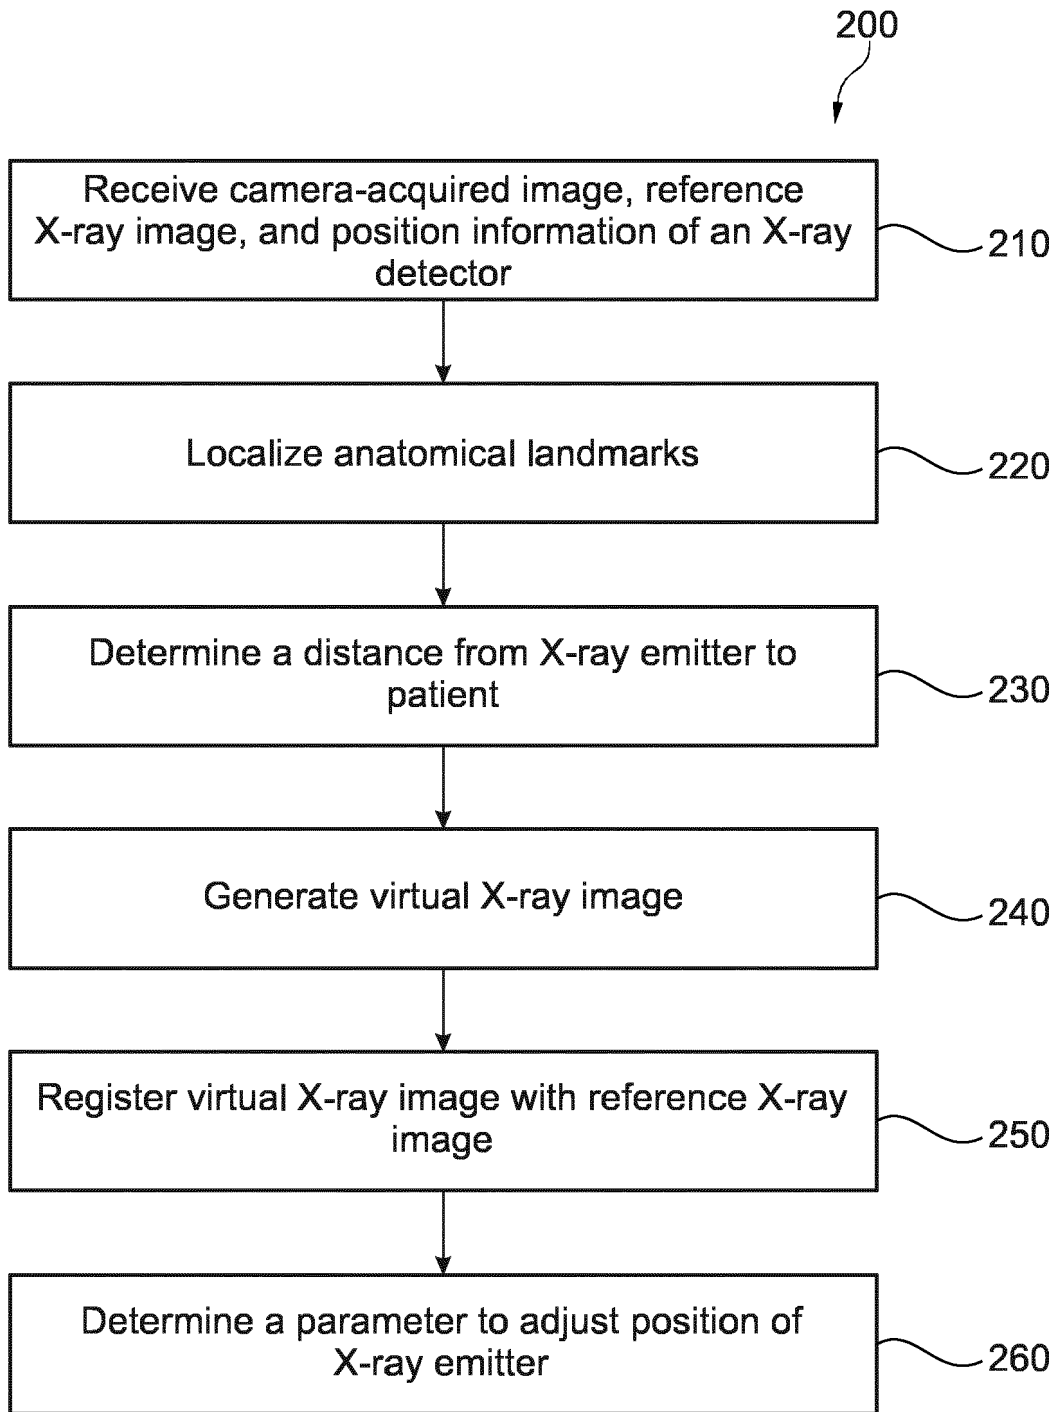 200
Receive camera-acquired image, reference
X-ray image, and position information of an X-ray
detector
210
Localize anatomical landmarks
220
Determine a distance from X-ray emitter to
patient
230
Generate virtual X-ray image
240
Register virtual X-ray image with reference X-ray
image
250
Determine a parameter to adjust position of
X-ray emitter
260